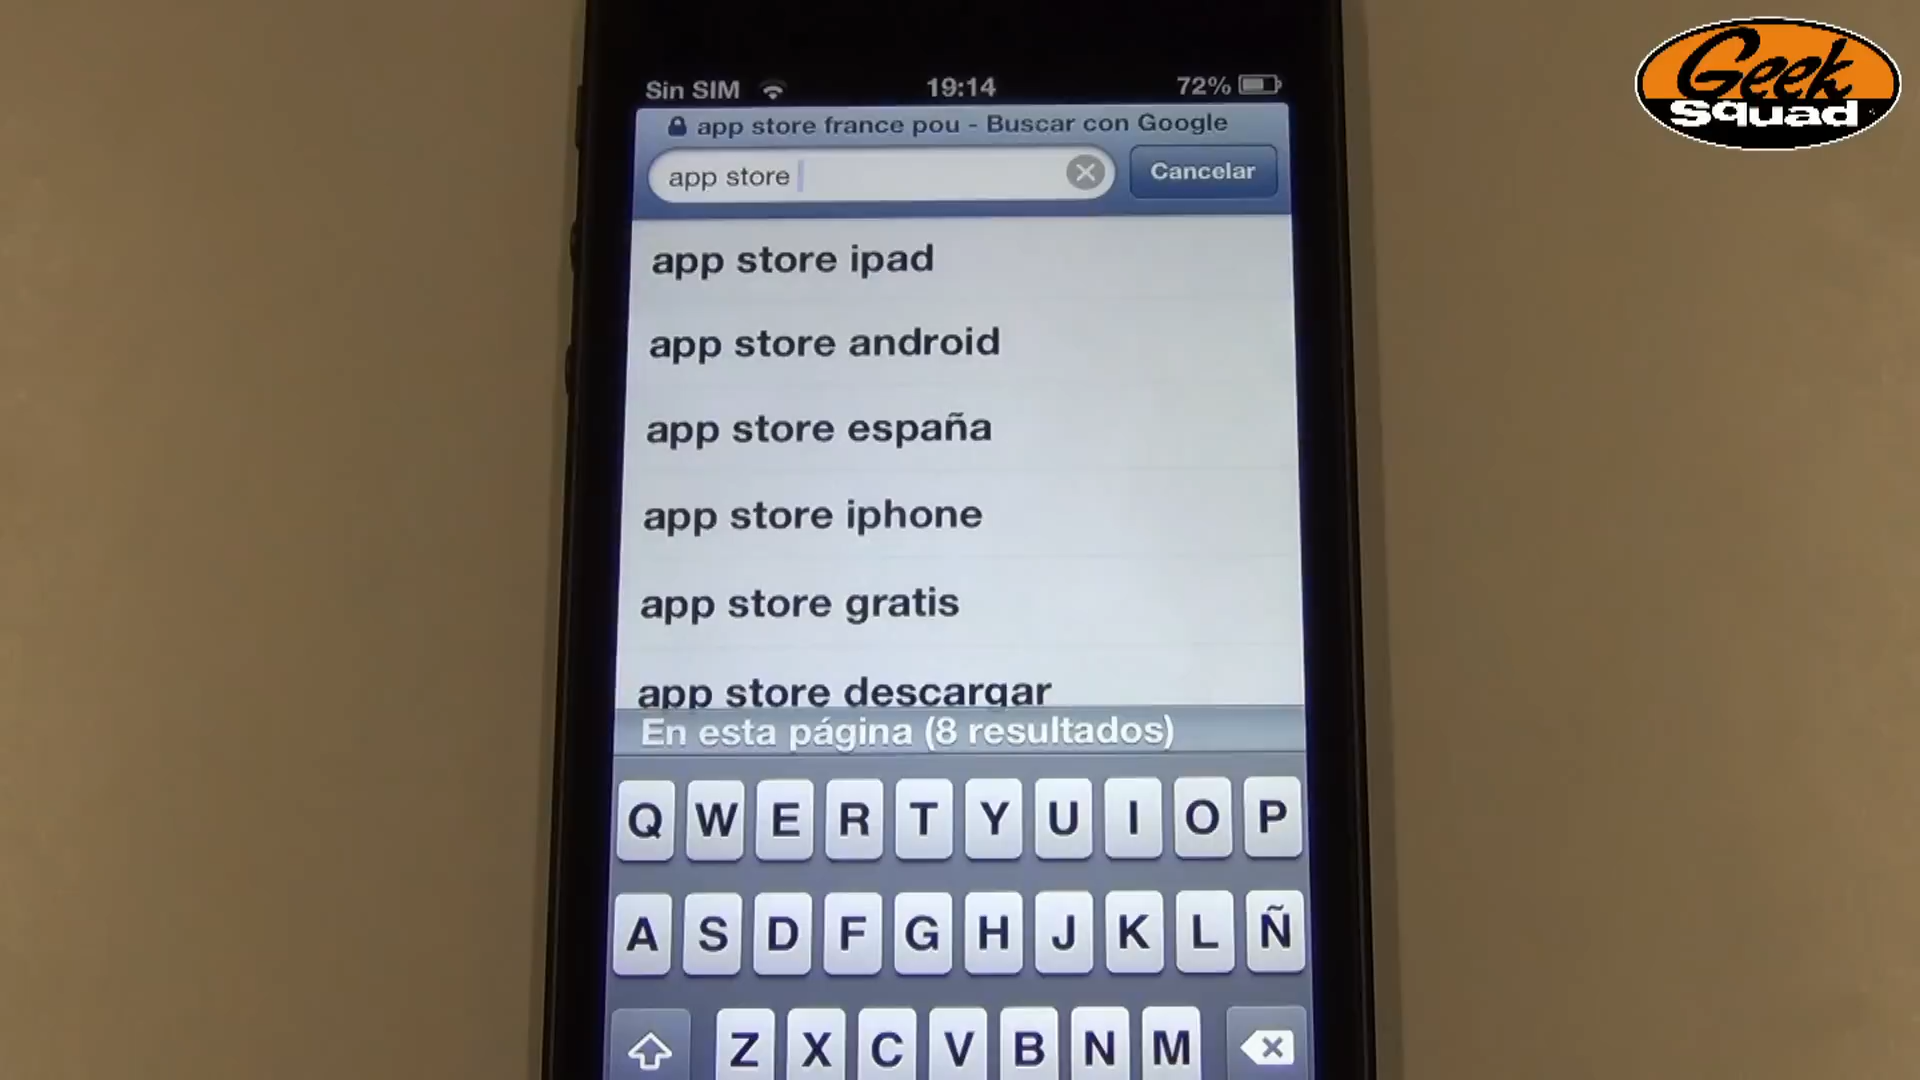 Geek
Squad
Sin SIM 19:14 72%
app store france pou - Buscar con Google
app store Cancelar
app store ipad
app store android
app store españa
app store iphone
app store gratis
app store descargar
En esta página (8 resultados)
Q W E R T Y U I O P
A S D F G H J K L Ñ
Z X C V B N M